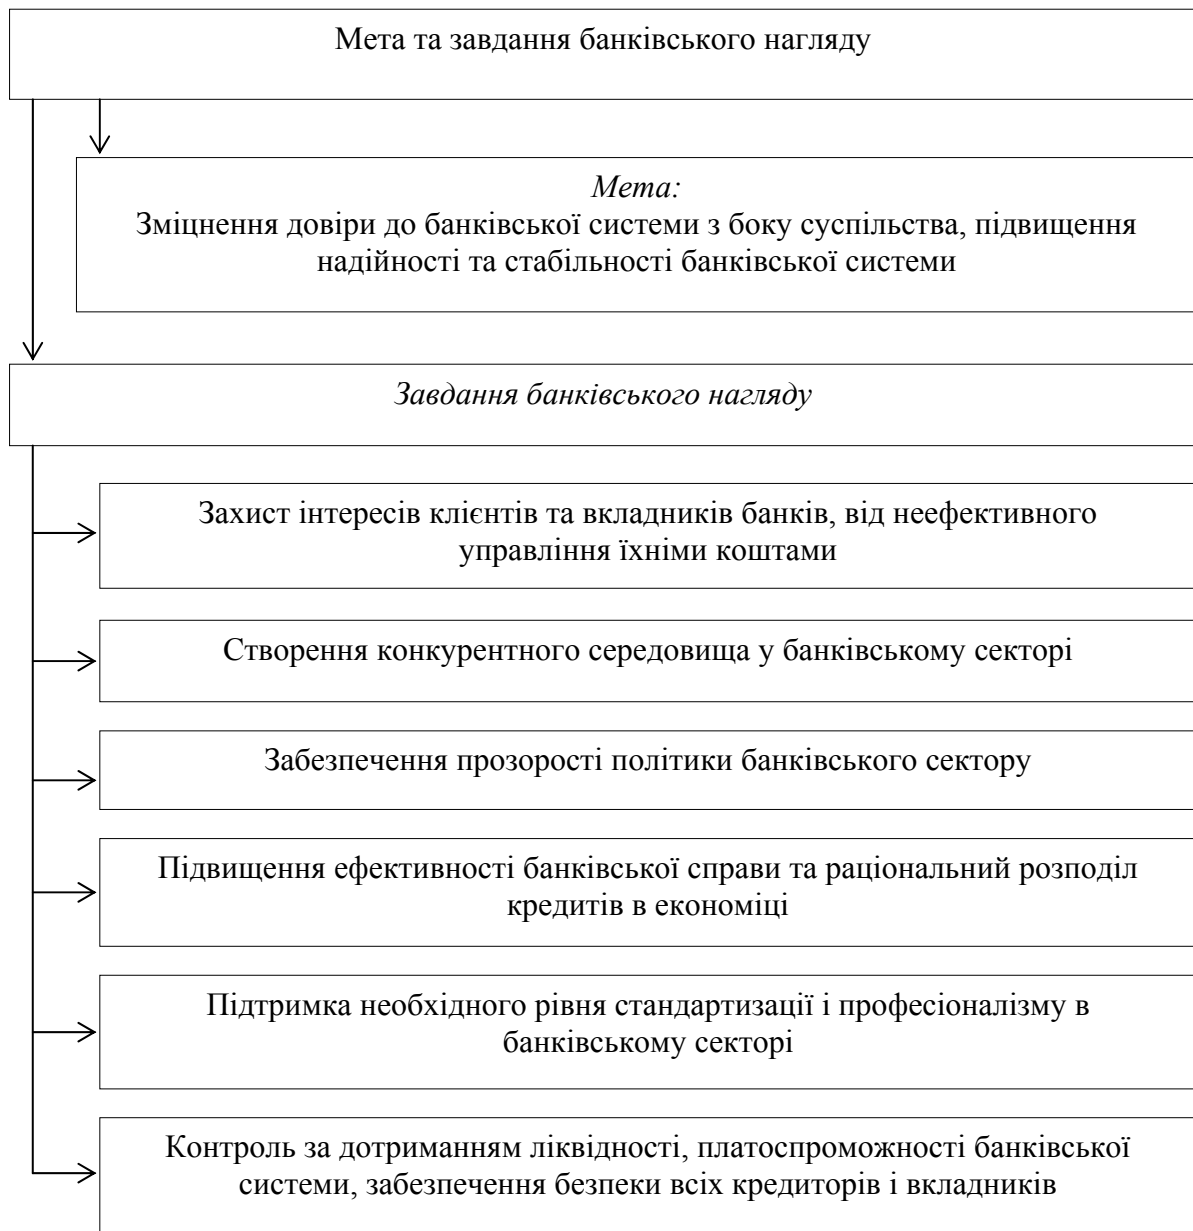 Мета та завдання банківського нагляду
Мета:
Зміцнення довіри до банківської системи з боку суспільства, підвищення
надійності та стабільності банківської системи
Завдання банківського нагляду
Захист інтересів клієнтів та вкладників банків, від неефективного
управління їхніми коштами
Створення конкурентного середовища у банківському секторі
Забезпечення прозорості політики банківського сектору
Підвищення ефективності банківської справи та раціональний розподіл
кредитів в економіці
Підтримка необхідного рівня стандартизації і професіоналізму в
банківському секторі
Контроль за дотриманням ліквідності, платоспроможності банківської
системи, забезпечення безпеки всіх кредиторів і вкладників